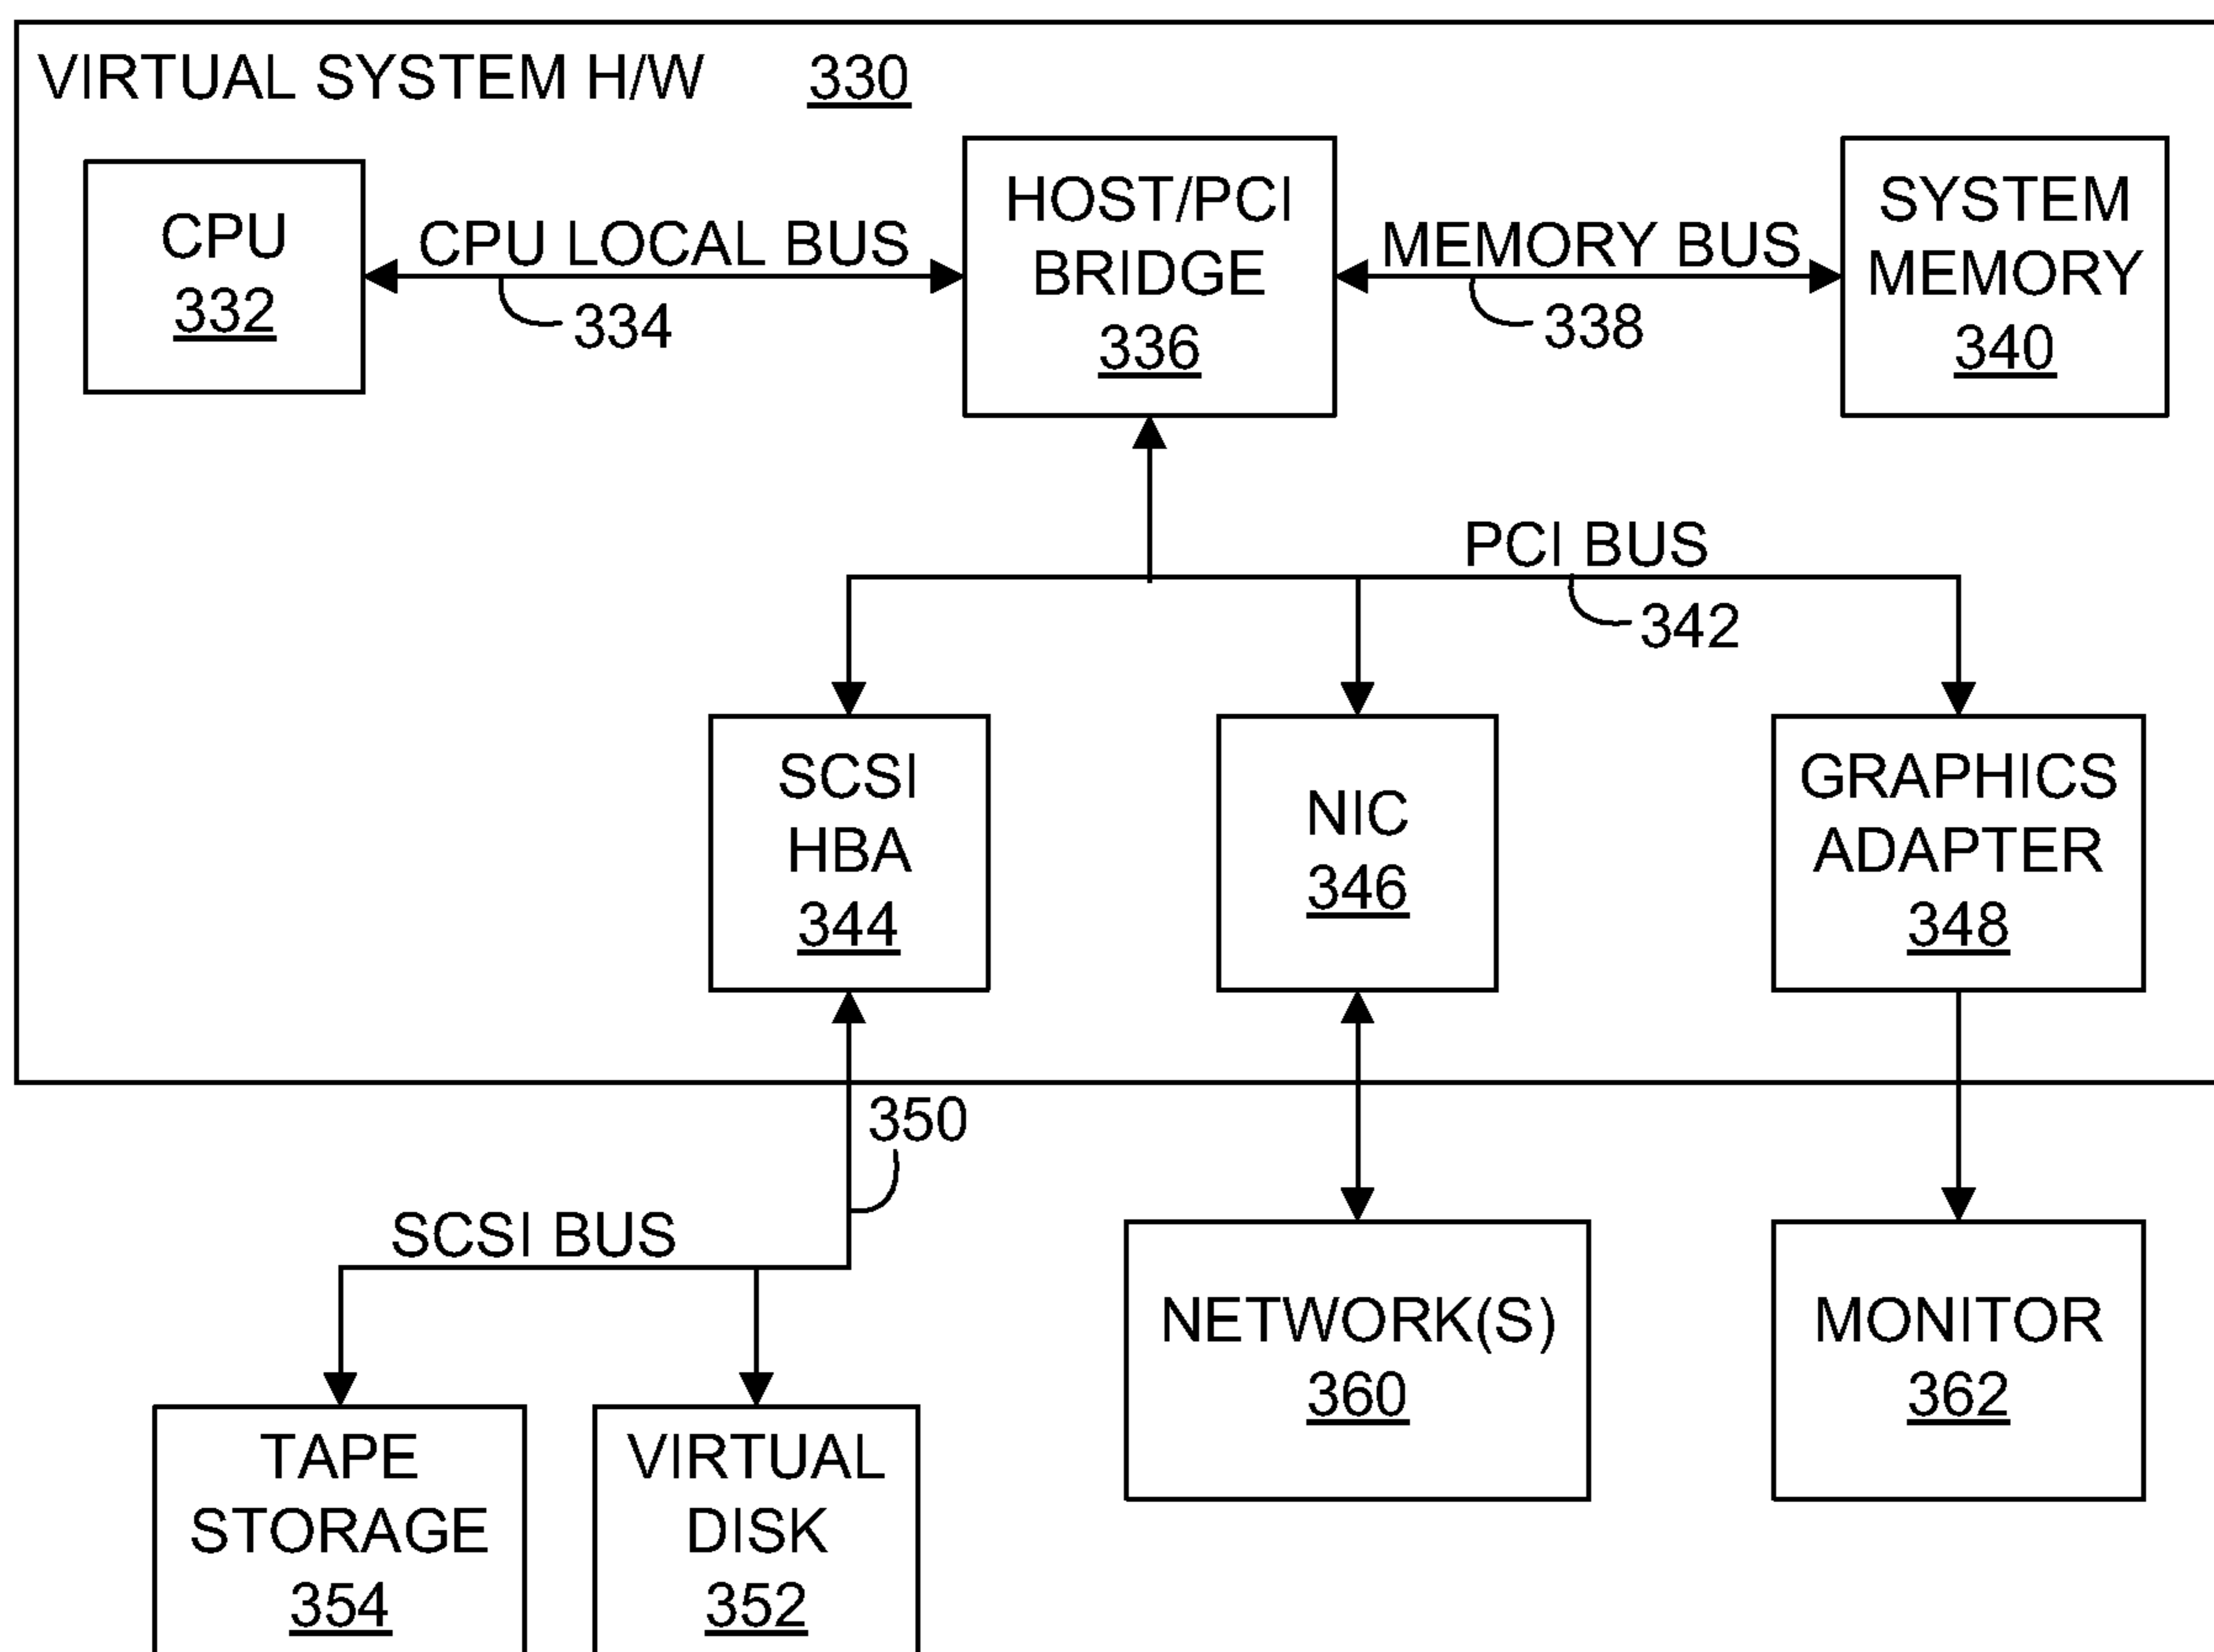 VIRTUAL SYSTEM H/W 330
CPU
332
CPU LOCAL BUS
334
HOST/PCI
BRIDGE
336
MEMORY BUS
338
SYSTEM
MEMORY
340
PCI BUS
342
SCSI
HBA
344
NIC
346
GRAPHICS
ADAPTER
348
350
SCSI BUS
TAPE
STORAGE
354
VIRTUAL
DISK
352
NETWORK(S)
360
MONITOR
362